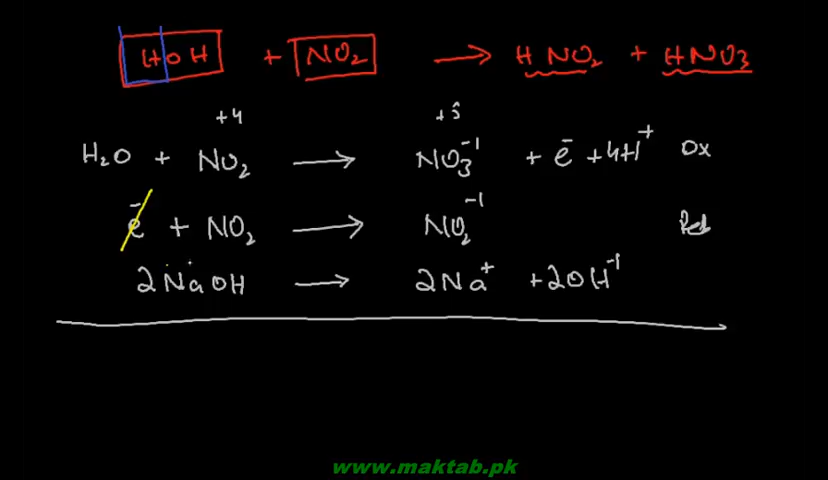 HOH + NO₂ → HNO₂ + HNO₃
+4 +5
H₂O + NO₂ → NO₃⁻¹ + e⁻ + 4H⁺ Ox
e⁻ + NO₂ → NO₂⁻¹ Red
2NaOH → 2Na⁺ + 2OH⁻¹
www.maktab.pk